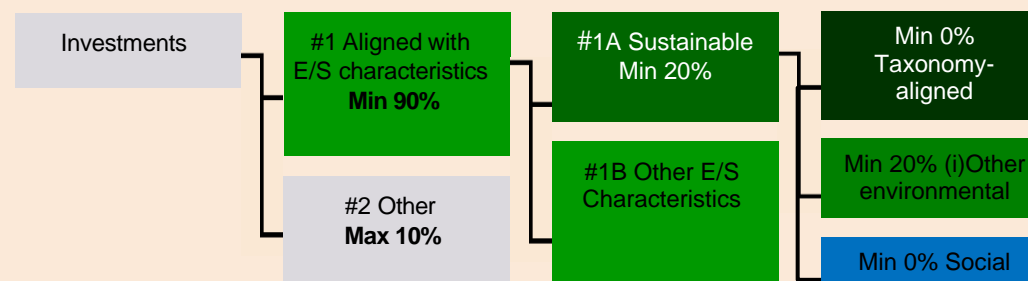 Investments
#1 Aligned with
E/S characteristics
Min 90%
#2 Other
Max 10%
#1A Sustainable
Min 20%
#1B Other E/S
Characteristics
Min 0%
Taxonomy-
aligned
Min 20% (i)Other
environmental
Min 0% Social